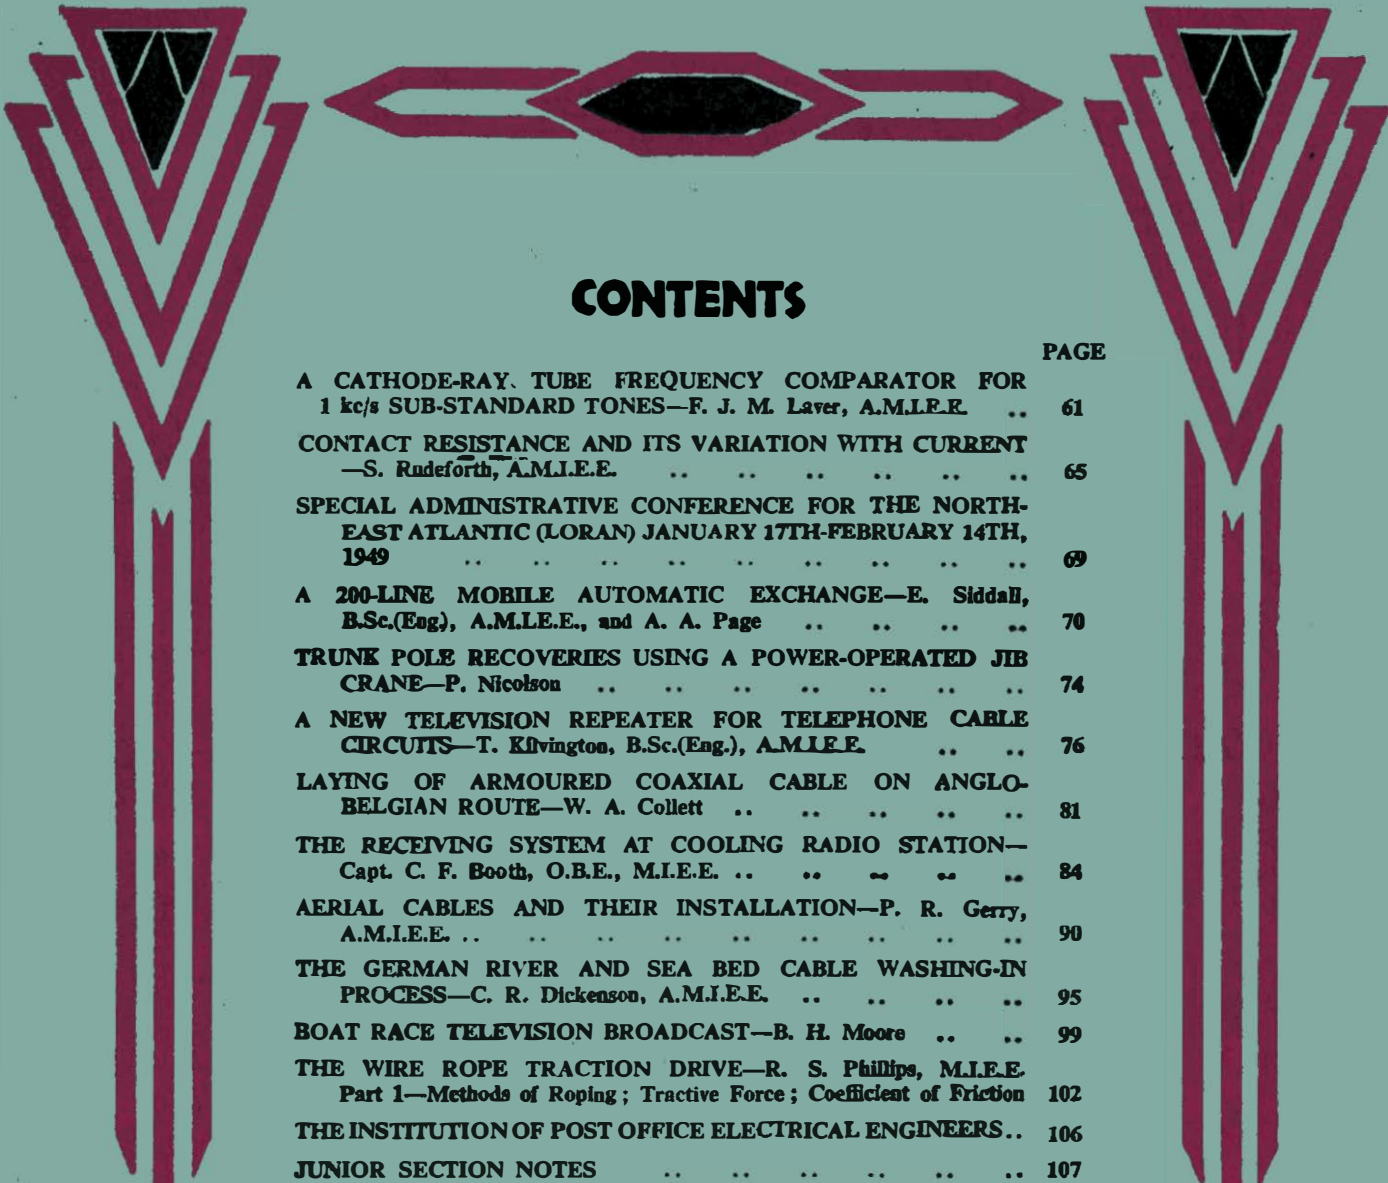 CONTENTS
PAGE
A CATHODE-RAY TUBE FREQUENCY COMPARATOR FOR
1 kc/s SUB-STANDARD TONES—F. J. M. Laver, A.M.I.E.E. .. 61
CONTACT RESISTANCE AND ITS VARIATION WITH CURRENT
—S. Rudeforth, A.M.I.E.E. .. .. .. .. .. .. 65
SPECIAL ADMINISTRATIVE CONFERENCE FOR THE NORTH-
EAST ATLANTIC (LORAN) JANUARY 17TH-FEBRUARY 14TH,
1949 .. .. .. .. .. .. .. .. .. 69
A 200-LINE MOBILE AUTOMATIC EXCHANGE—E. Siddall,
B.Sc.(Eng.), A.M.I.E.E., and A. A. Page .. .. .. .. 70
TRUNK POLE RECOVERIES USING A POWER-OPERATED JIB
CRANE—P. Nicolson .. .. .. .. .. .. .. 74
A NEW TELEVISION REPEATER FOR TELEPHONE CABLE
CIRCUITS—T. Kilvington, B.Sc.(Eng.), A.M.I.E.E. .. .. 76
LAYING OF ARMOURED COAXIAL CABLE ON ANGLO-
BELGIAN ROUTE—W. A. Collett .. .. .. .. .. 81
THE RECEIVING SYSTEM AT COOLING RADIO STATION—
Capt. C. F. Booth, O.B.E., M.I.E.E. .. .. .. .. .. 84
AERIAL CABLES AND THEIR INSTALLATION—P. R. Gerry,
A.M.I.E.E. .. .. .. .. .. .. .. .. .. 90
THE GERMAN RIVER AND SEA BED CABLE WASHING-IN
PROCESS—C. R. Dickenson, A.M.I.E.E. .. .. .. .. 95
BOAT RACE TELEVISION BROADCAST—B. H. Moore .. .. 99
THE WIRE ROPE TRACTION DRIVE—R. S. Phillips, M.I.E.E.
Part 1—Methods of Roping; Tractive Force; Coefficient of Friction 102
THE INSTITUTION OF POST OFFICE ELECTRICAL ENGINEERS.. 106
JUNIOR SECTION NOTES .. .. .. .. .. .. 107